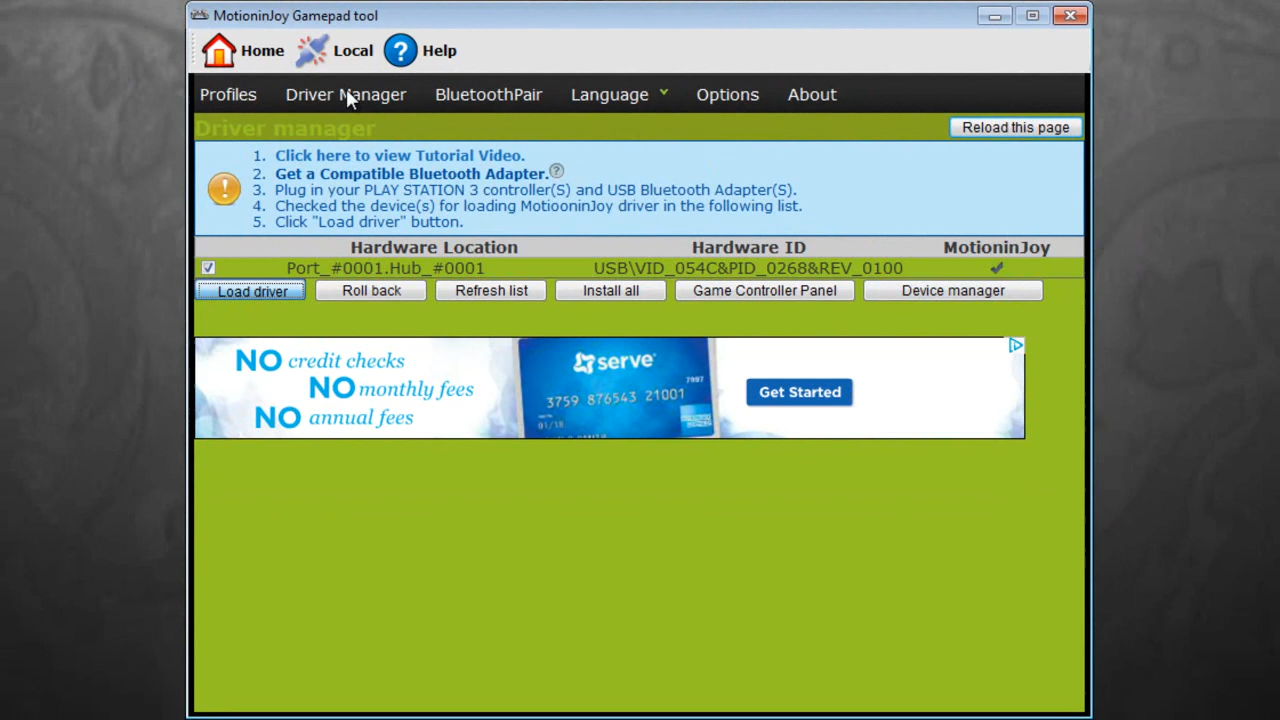 MotioninJoy Gamepad tool
Home Local ? Help
Profiles Driver Manager BluetoothPair Language Options About
Driver manager Reload this page
1. Click here to view Tutorial Video.
2. Get a Compatible Bluetooth Adapter. ?
3. Plug in your PLAY STATION 3 controller(S) and USB Bluetooth Adapter(S).
4. Checked the device(s) for loading MotiooninJoy driver in the following list.
5. Click "Load driver" button.
Hardware Location Hardware ID MotioninJoy
Port_#0001.Hub_#0001 USB\VID_054C&PID_0268&REV_0100
Load driver Roll back Refresh list Install all Game Controller Panel Device manager
NO credit checks
NO monthly fees
NO annual fees
serve
7997
3759 876543 21001
01/18
Get Started